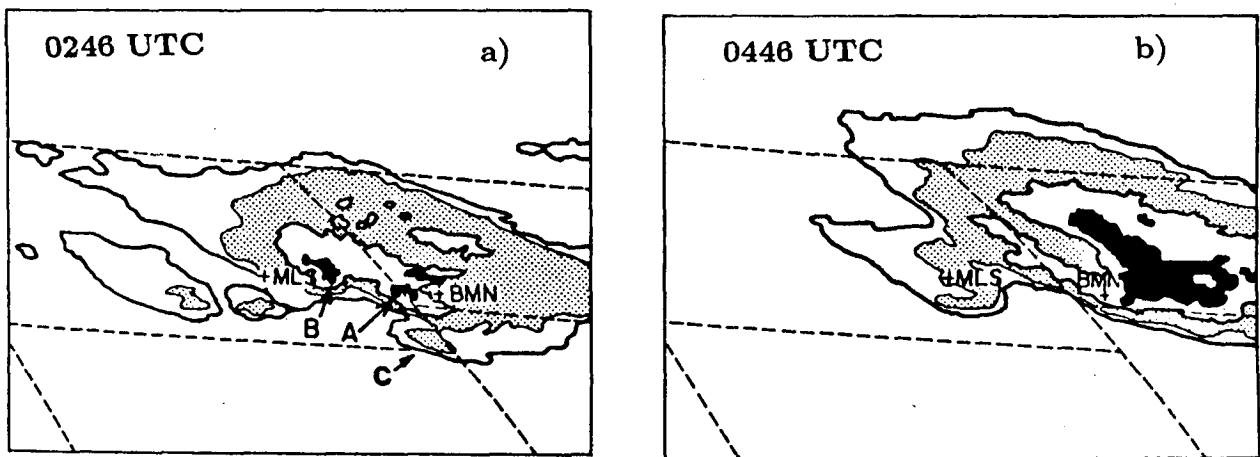 0246 UTC
a)
+MLS
+BMN
B
A
C
0446 UTC
b)
+MLS
BMN
+